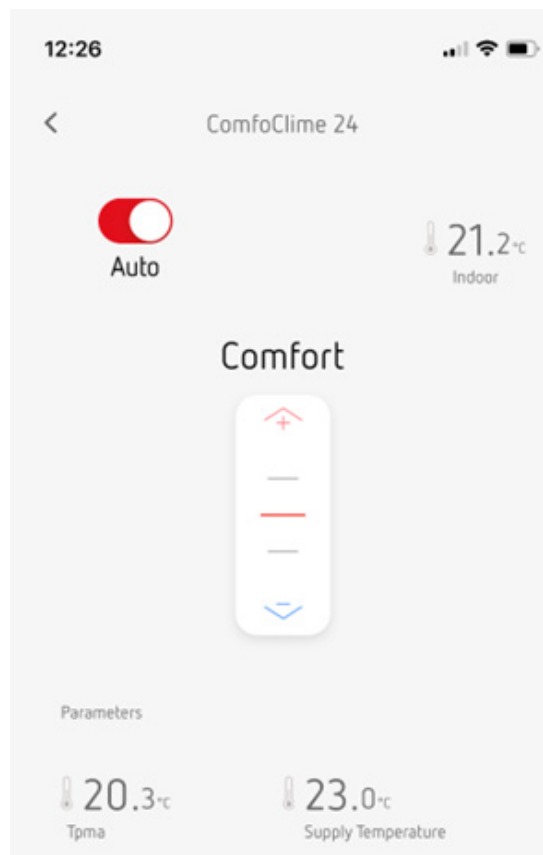 12:26
ComfoClime 24
Auto
21.2°C
Indoor
Comfort
+
−
Parameters
20.3°C
23.0°C
Tpma
Supply Temperature